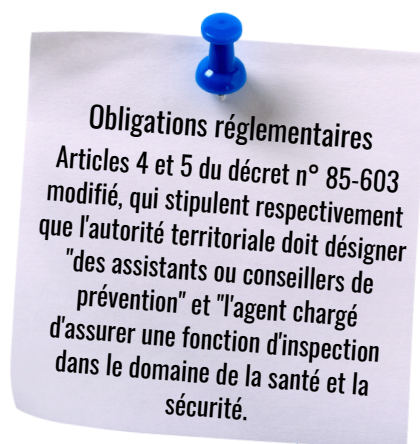 Obligations réglementaires
Articles 4 et 5 du décret n° 85-603
modifié, qui stipulent respectivement
que l'autorité territoriale doit désigner
"des assistants ou conseillers de
prévention" et "l'agent chargé
d'assurer une fonction d'inspection
dans le domaine de la santé et la
sécurité.